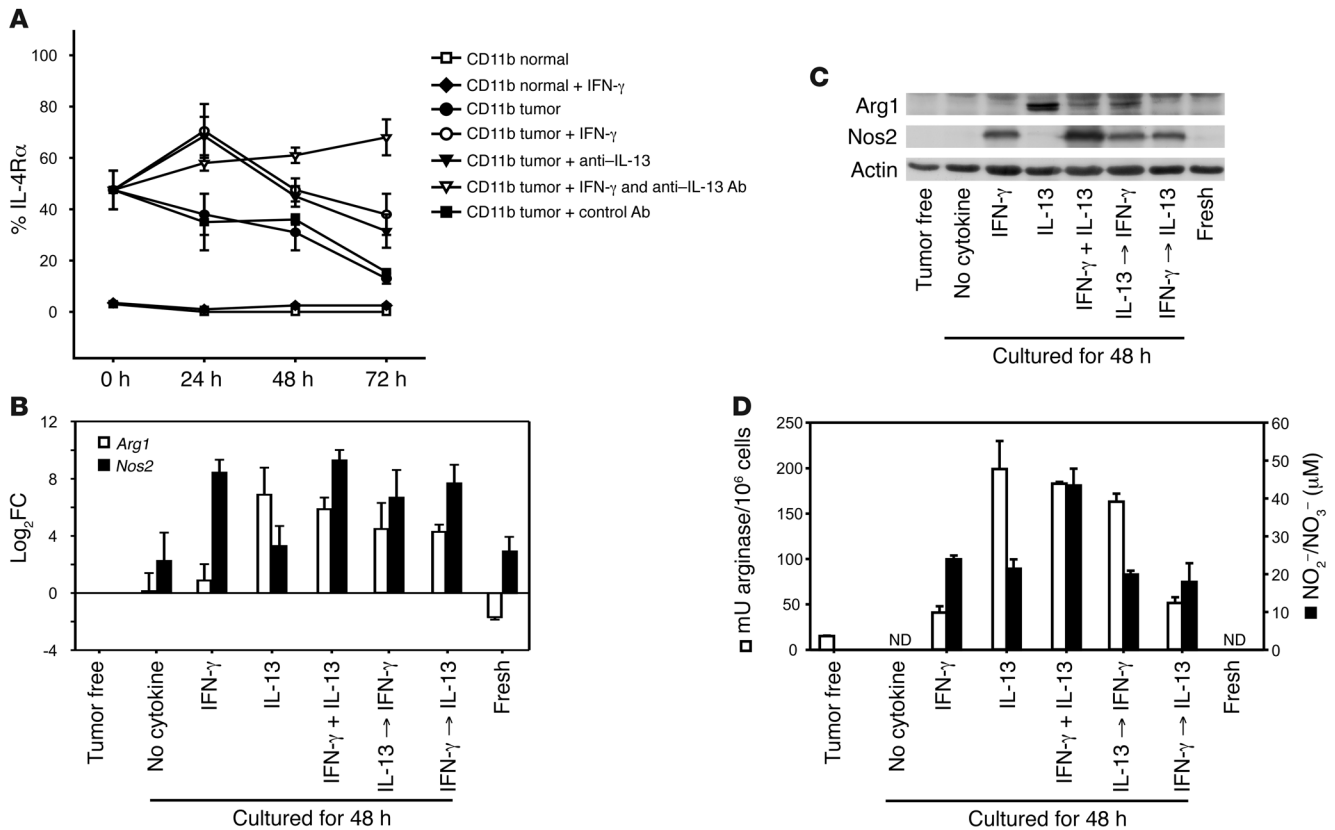 A
% IL-4Rα
100
80
60
40
20
0
0 h
24 h
48 h
72 h
CD11b normal
CD11b normal + IFN-γ
CD11b tumor
CD11b tumor + IFN-γ
CD11b tumor + anti–IL-13
CD11b tumor + IFN-γ and anti–IL-13 Ab
CD11b tumor + control Ab
B
Log2FC
12
8
4
0
-4
Arg1
Nos2
Tumor free
No cytokine
IFN-γ
IL-13
IFN-γ + IL-13
IL-13 → IFN-γ
IFN-γ → IL-13
Fresh
Cultured for 48 h
C
Arg1
Nos2
Actin
Tumor free
No cytokine
IFN-γ
IL-13
IFN-γ + IL-13
IL-13 → IFN-γ
IFN-γ → IL-13
Fresh
Cultured for 48 h
D
mU arginase/10⁶ cells
250
200
150
100
50
0
ND
ND
60
50
40
30
20
10
0
NO₂⁻/NO₃⁻ (μM)
Tumor free
No cytokine
IFN-γ
IL-13
IFN-γ + IL-13
IL-13 → IFN-γ
IFN-γ → IL-13
Fresh
Cultured for 48 h